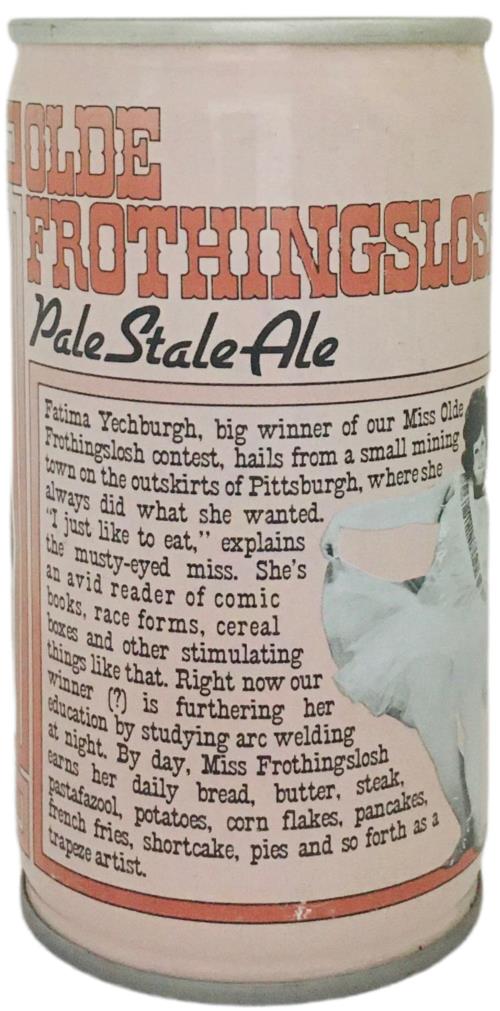 OLDE
FROTHINGSLOS
Pale Stale Ale
Fatima Yechburgh, big winner of our Miss Olde
Frothingslosh contest, hails from a small mining
town on the outskirts of Pittsburgh, where she
always did what she wanted.
"I just like to eat," explains
the musty-eyed miss. She's
an avid reader of comic
books, race forms, cereal
boxes and other stimulating
things like that. Right now our
winner (?) is furthering her
education by studying arc welding
at night. By day, Miss Frothingslosh
earns her daily bread, butter, steak,
pastafazool, potatoes, corn flakes, pancakes,
french fries, shortcake, pies and so forth as a
trapeze artist.